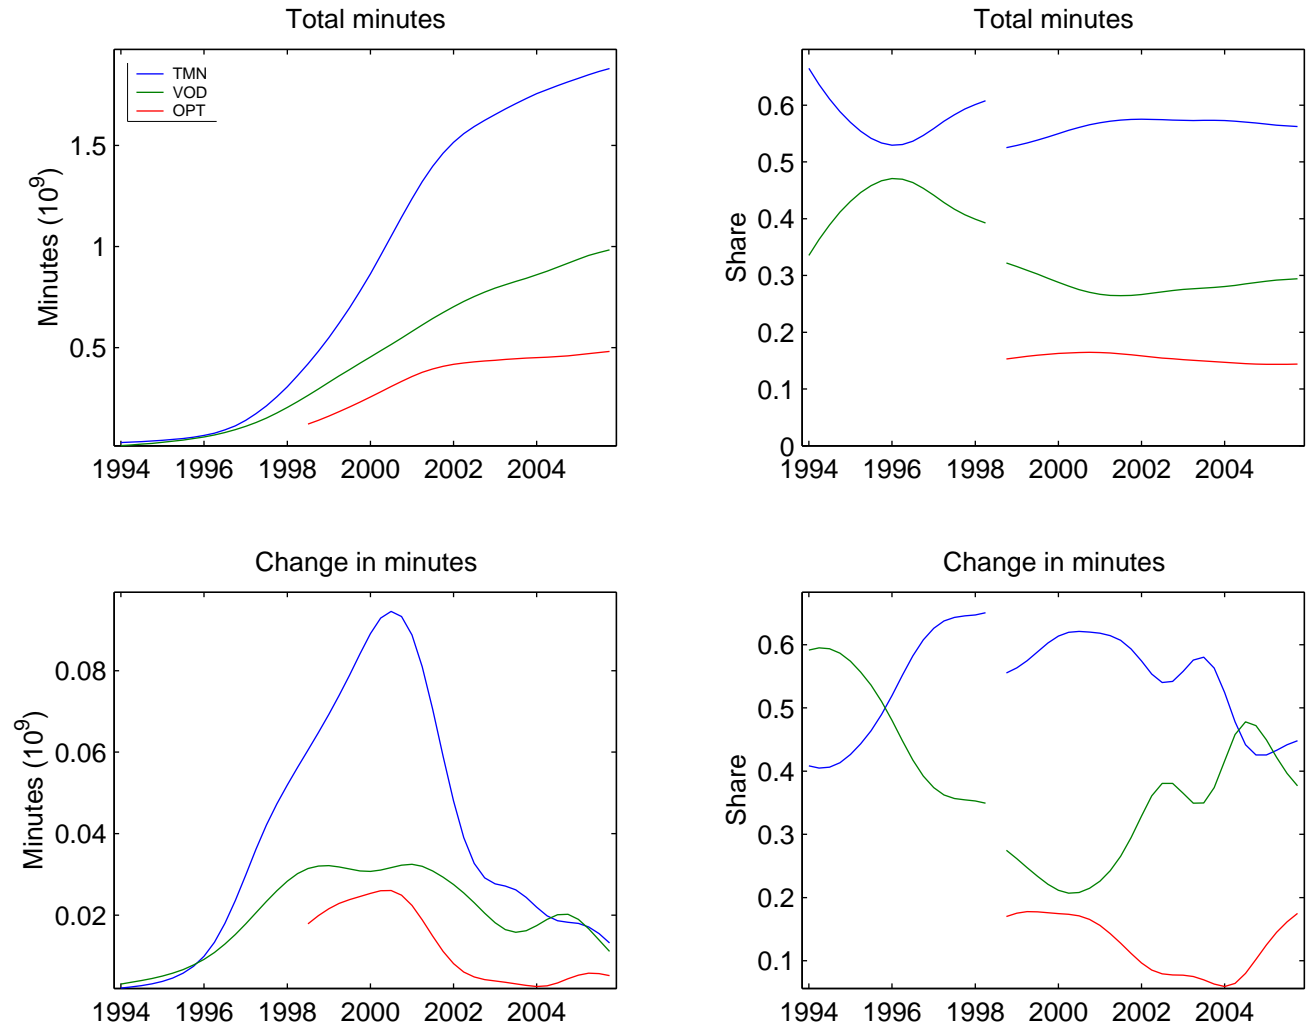 Total minutes
TMN
VOD
OPT
1.5
1
0.5
Minutes (10^9)
1994 1996 1998 2000 2002 2004
Total minutes
0.6
0.5
0.4
0.3
0.2
0.1
0
Share
1994 1996 1998 2000 2002 2004
Change in minutes
0.08
0.06
0.04
0.02
Minutes (10^9)
1994 1996 1998 2000 2002 2004
Change in minutes
0.6
0.5
0.4
0.3
0.2
0.1
Share
1994 1996 1998 2000 2002 2004